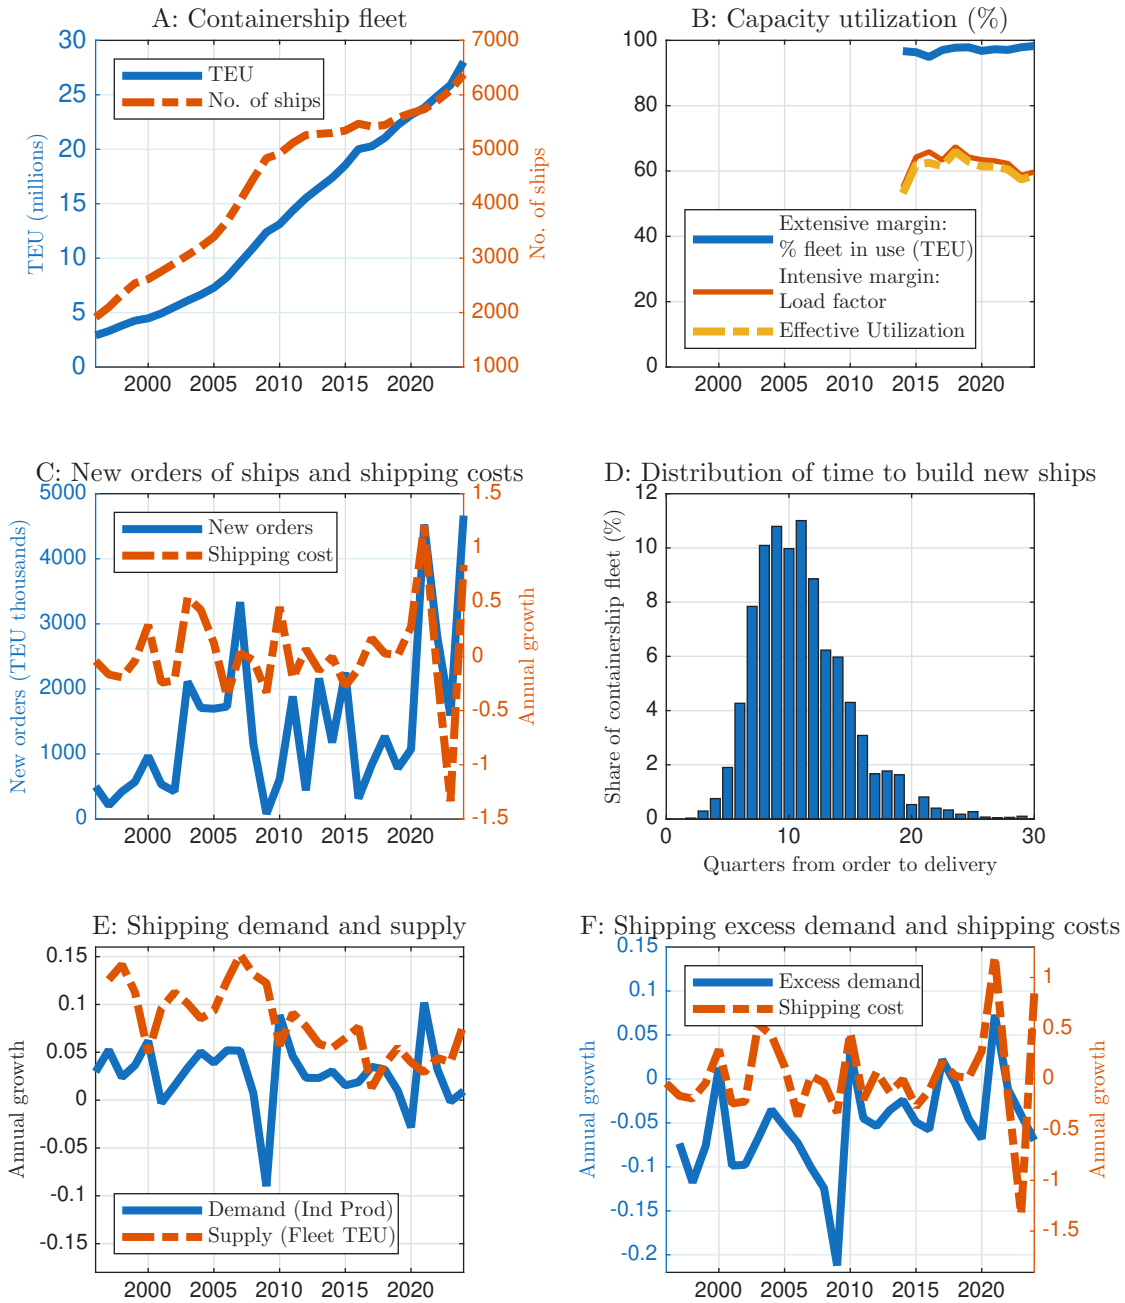 A: Containership fleet
30
25
20
15
10
5
0
7000
6000
5000
4000
3000
2000
1000
TEU (millions)
No. of ships
TEU
No. of ships
2000 2005 2010 2015 2020
B: Capacity utilization (%)
100
80
60
40
20
0
Extensive margin:
% fleet in use (TEU)
Intensive margin:
Load factor
Effective Utilization
2000 2005 2010 2015 2020
C: New orders of ships and shipping costs
5000
4000
3000
2000
1000
0
1.5
1
0.5
0
-0.5
-1
-1.5
New orders (TEU thousands)
Annual growth
New orders
Shipping cost
2000 2005 2010 2015 2020
D: Distribution of time to build new ships
12
10
8
6
4
2
0
Share of containership fleet (%)
0 10 20 30
Quarters from order to delivery
E: Shipping demand and supply
0.15
0.1
0.05
0
-0.05
-0.1
-0.15
Annual growth
Demand (Ind Prod)
Supply (Fleet TEU)
2000 2005 2010 2015 2020
F: Shipping excess demand and shipping costs
0.15
0.1
0.05
0
-0.05
-0.1
-0.15
-0.2
1
0.5
0
-0.5
-1
-1.5
Annual growth
Annual growth
Excess demand
Shipping cost
2000 2005 2010 2015 2020